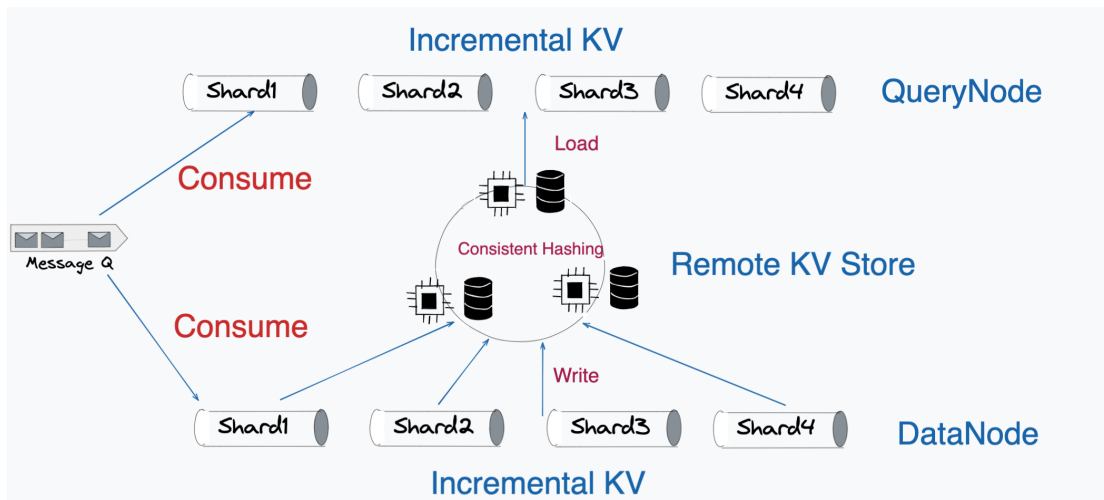 Incremental KV
Shard1
Shard2
Shard3
Shard4
QueryNode
Load
Consume
Message Q
Consistent Hashing
Remote KV Store
Consume
Write
Shard1
Shard2
Shard3
Shard4
DataNode
Incremental KV